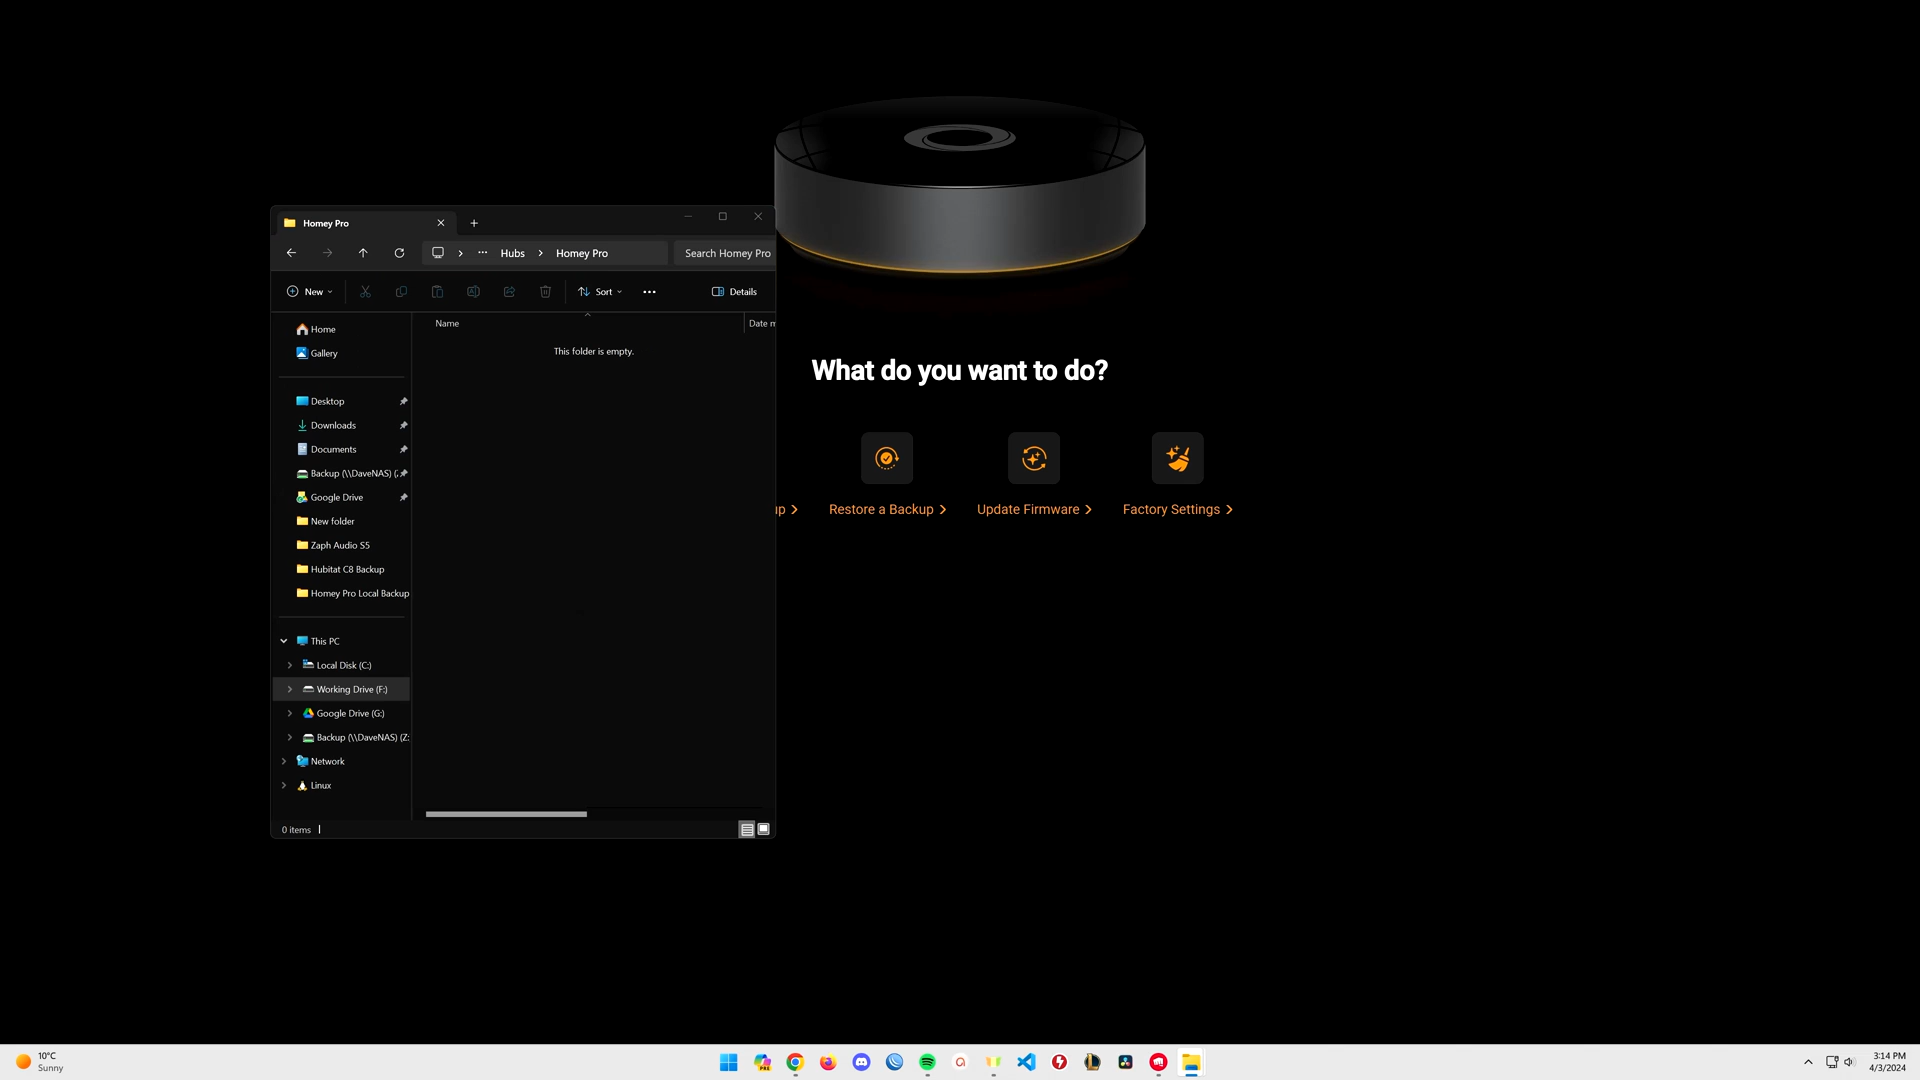 Homey Pro
Hubs
Homey Pro
Search Homey Pro
New
Sort
Details
Name
Date m
This folder is empty.
Home
Gallery
Desktop
Downloads
Documents
Backup (\\DaveNAS) (
Google Drive
New folder
Zaph Audio S5
Hubitat C8 Backup
Homey Pro Local Backup
This PC
Local Disk (C:)
Working Drive (F:)
Google Drive (G:)
Backup (\\DaveNAS) (Z:
Network
Linux
0 items
What do you want to do?
up
Restore a Backup
Update Firmware
Factory Settings
10°C
Sunny
PRE
3:14 PM
4/3/2024